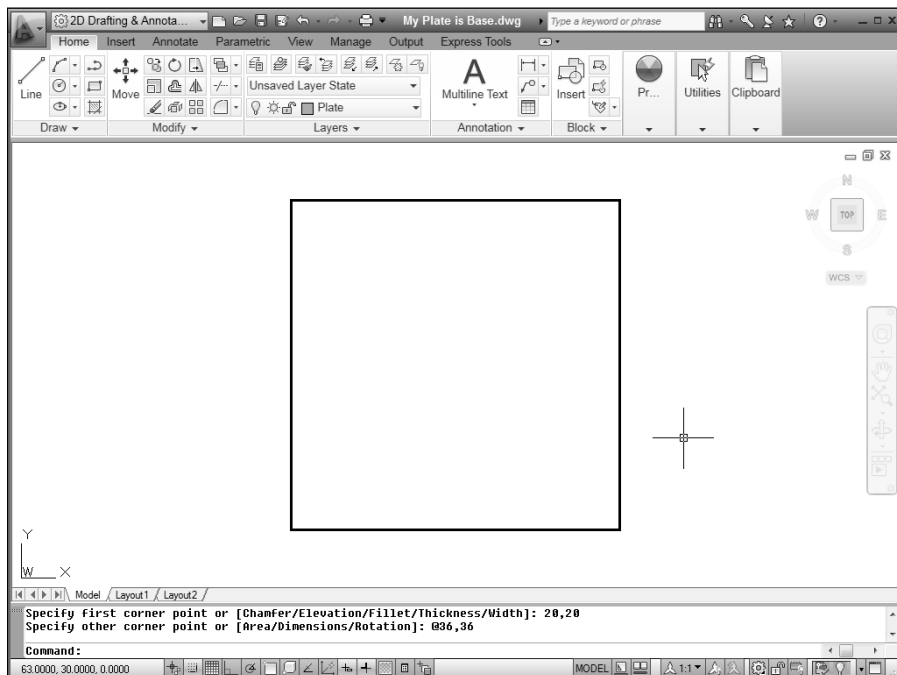 2D Drafting & Annota... My Plate is Base.dwg Type a keyword or phrase
Home Insert Annotate Parametric View Manage Output Express Tools
Line Move Unsaved Layer State Plate A Multiline Text Insert Pr... Utilities Clipboard
Draw Modify Layers Annotation Block
N
W TOP E
S
WCS
Y
W X
Model Layout1 Layout2
Specify first corner point or [Chamfer/Elevation/Fillet/Thickness/Width]: 20,20
Specify other corner point or [Area/Dimensions/Rotation]: @36,36
Command:
63.0000, 30.0000, 0.0000 MODEL 1:1